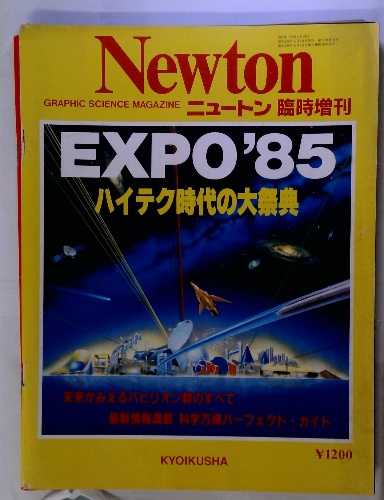 Newton
GRAPHIC SCIENCE MAGAZINE ニュートン 臨時増刊
EXPO'85
ハイテク時代の大祭典
未来がみえるパビリオン群のすべて
最新情報満載 科学万博パーフェクト・ガイド
KYOIKUSHA
¥1200